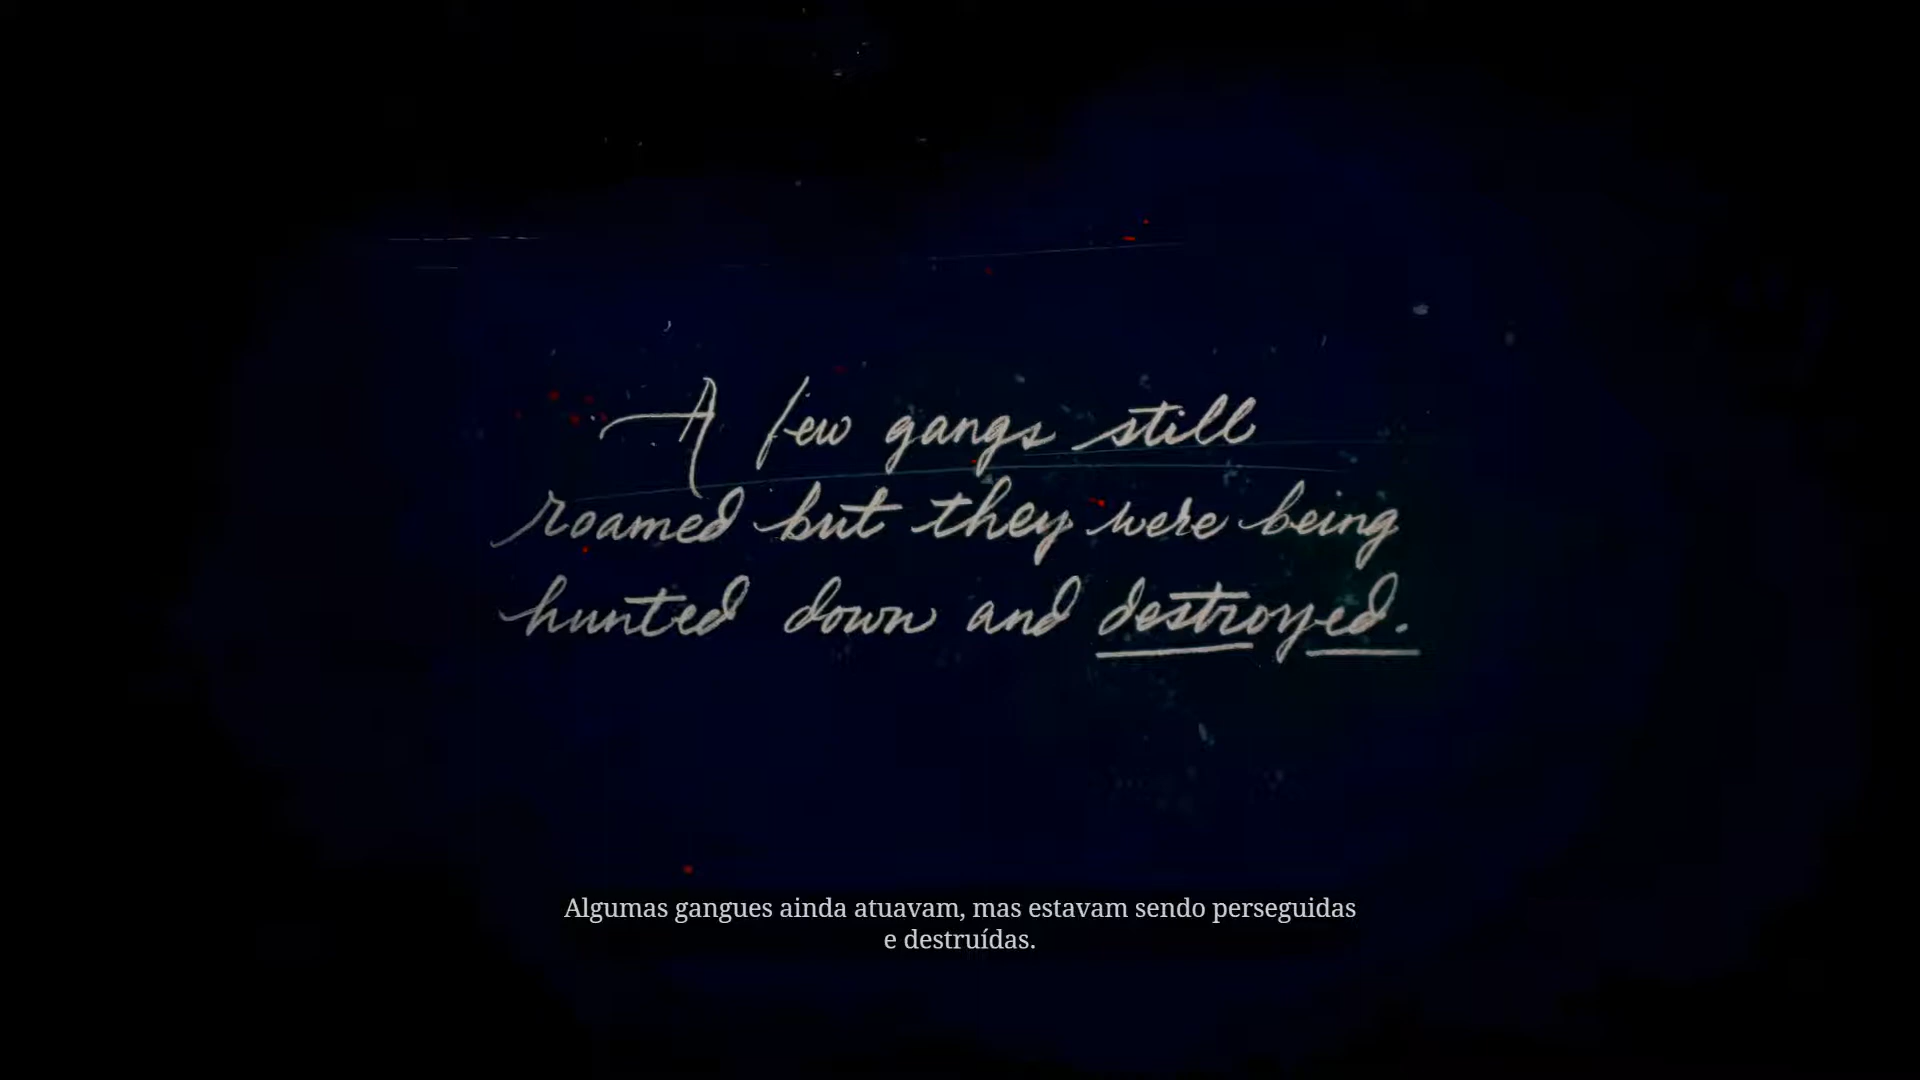 A few gangs still
roamed but they were being
hunted down and destroyed.
Algumas gangues ainda atuavam, mas estavam sendo perseguidas
e destruídas.